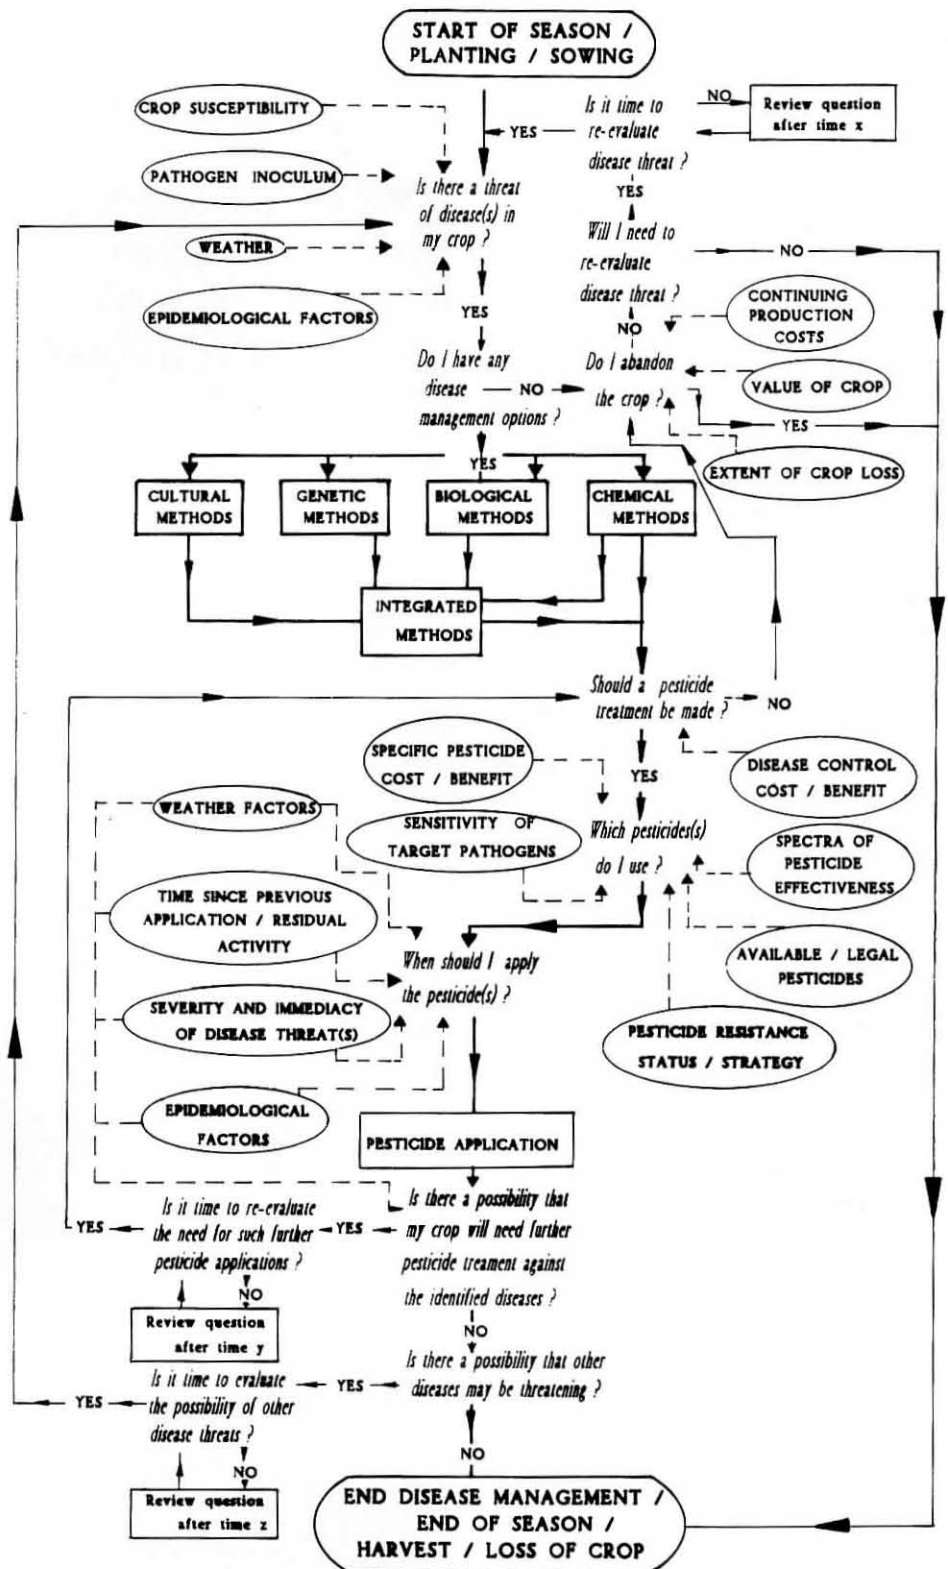 START OF SEASON /
PLANTING / SOWING
CROP SUSCEPTIBILITY
PATHOGEN INOCULUM
WEATHER
EPIDEMIOLOGICAL FACTORS
Is there a threat
of disease(s) in
my crop ?
YES
Is it time to
re-evaluate
disease threat ?
NO
Review question
after time x
YES
YES
Will I need to
re-evaluate
disease threat ?
NO
NO
CONTINUING
PRODUCTION
COSTS
Do I have any
disease
management options ?
NO
Do I abandon
the crop ?
VALUE OF CROP
YES
EXTENT OF CROP LOSS
YES
CULTURAL
METHODS
GENETIC
METHODS
BIOLOGICAL
METHODS
CHEMICAL
METHODS
INTEGRATED
METHODS
Should a pesticide
treatment be made ?
NO
YES
SPECIFIC PESTICIDE
COST / BENEFIT
DISEASE CONTROL
COST / BENEFIT
WEATHER FACTORS
SENSITIVITY OF
TARGET PATHOGENS
Which pesticides(s)
do I use ?
SPECTRA OF
PESTICIDE
EFFECTIVENESS
TIME SINCE PREVIOUS
APPLICATION / RESIDUAL
ACTIVITY
When should I apply
the pesticide(s) ?
AVAILABLE / LEGAL
PESTICIDES
SEVERITY AND IMMEDIACY
OF DISEASE THREAT(S)
PESTICIDE RESISTANCE
STATUS / STRATEGY
EPIDEMIOLOGICAL
FACTORS
PESTICIDE APPLICATION
Is there a possibility that
my crop will need further
pesticide treament against
the identified diseases ?
YES
Is it time to re-evaluate
the need for such further
pesticide applications ?
YES
NO
Review question
after time y
NO
Is there a possibility that other
diseases may be threatening ?
YES
Is it time to evaluate
the possibility of other
disease threats ?
YES
NO
Review question
after time z
NO
END DISEASE MANAGEMENT /
END OF SEASON /
HARVEST / LOSS OF CROP